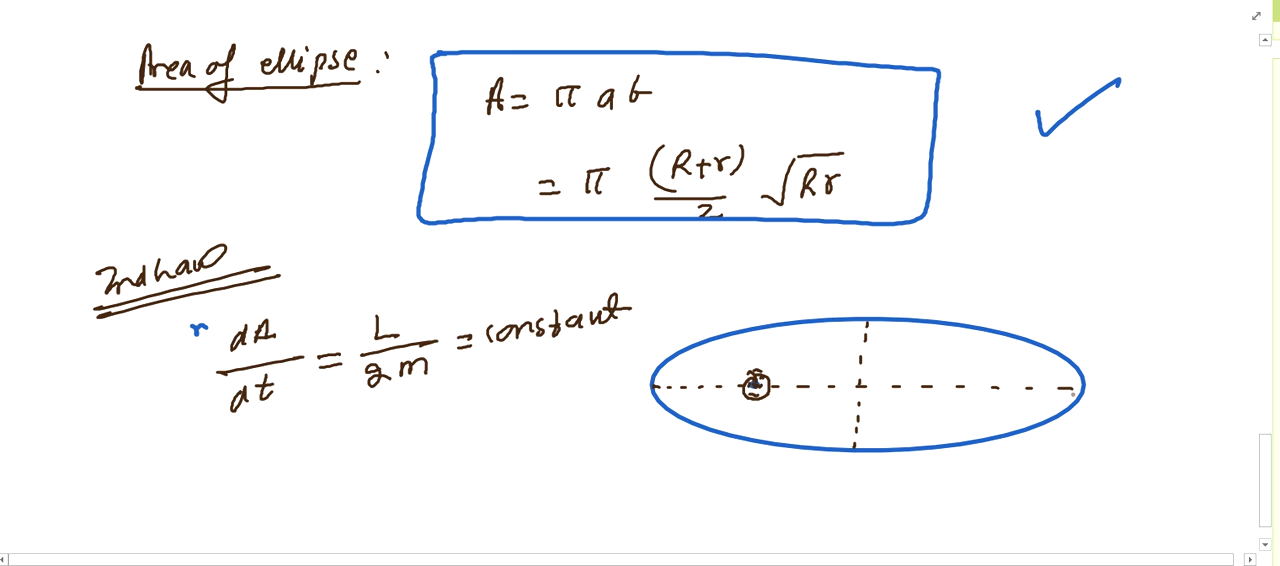 Area of ellipse :
A = π a b
= π (R+r)/2 √Rr
2nd Law
r
dA/dt = L/2m = constant